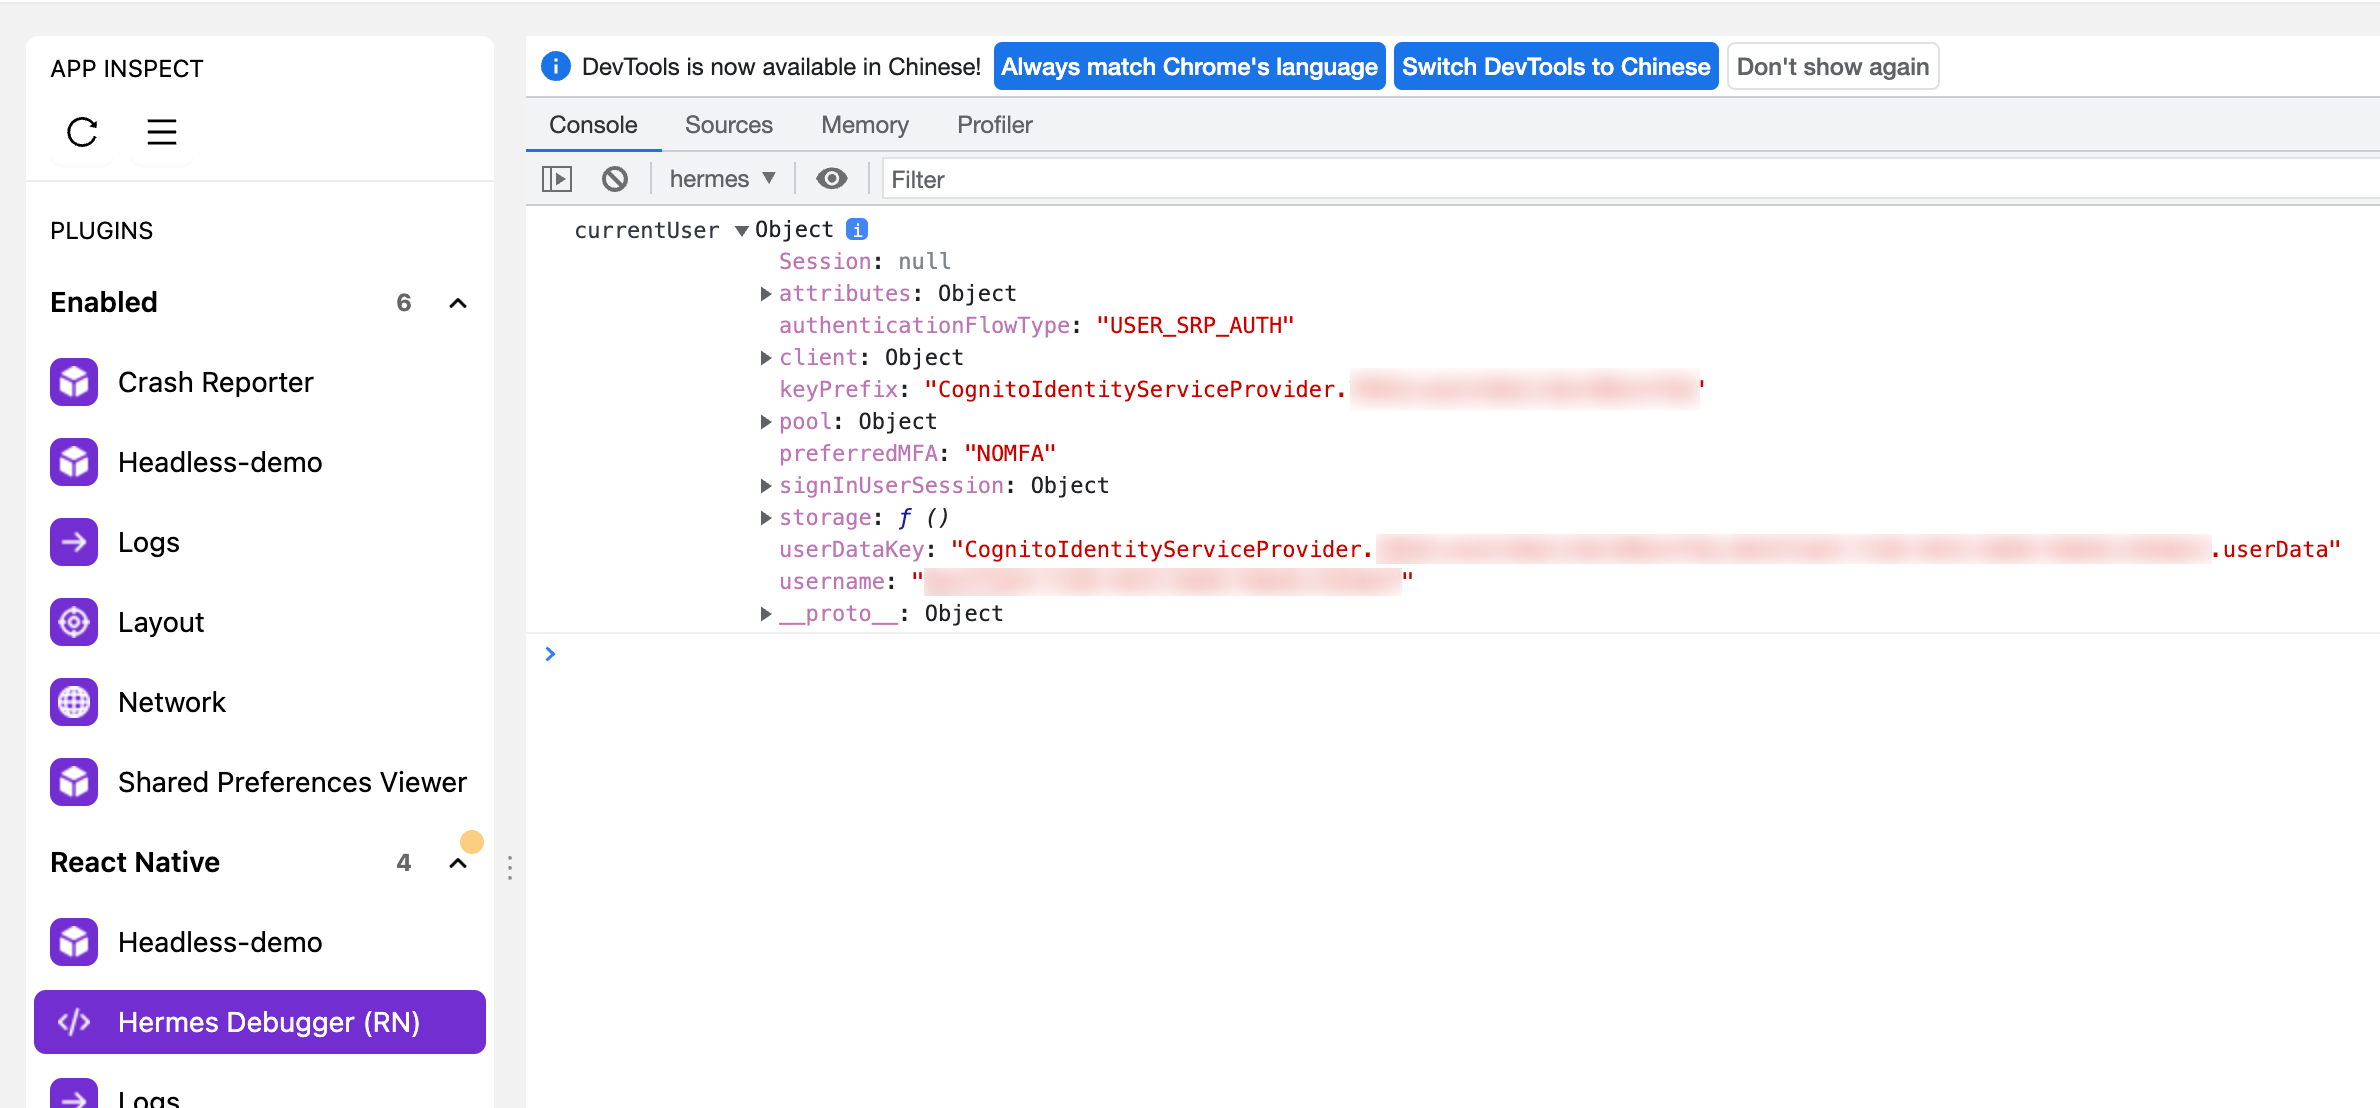 APP INSPECT
PLUGINS
Enabled 6
Crash Reporter
Headless-demo
Logs
Layout
Network
Shared Preferences Viewer
React Native 4
Headless-demo
Hermes Debugger (RN)
Logs
DevTools is now available in Chinese! Always match Chrome's language Switch DevTools to Chinese Don't show again
Console Sources Memory Profiler
hermes Filter
currentUser Object i
Session: null
attributes: Object
authenticationFlowType: "USER_SRP_AUTH"
client: Object
keyPrefix: "CognitoIdentityServiceProvider.
pool: Object
preferredMFA: "NOMFA"
signInUserSession: Object
storage: ƒ ()
userDataKey: "CognitoIdentityServiceProvider. .userData"
username: " "
__proto__: Object